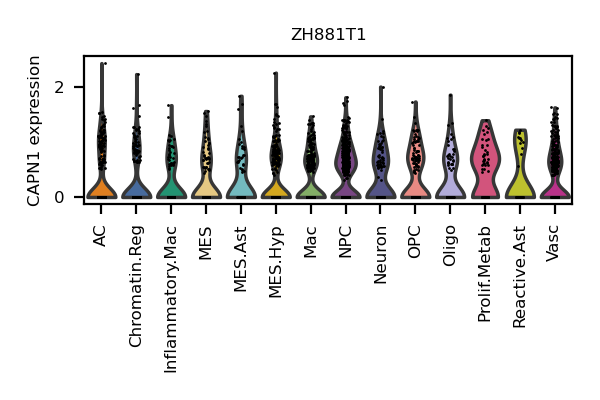 ZH881T1
CAPN1 expression
2
0
AC
Chromatin.Reg
Inflammatory.Mac
MES
MES.Ast
MES.Hyp
Mac
NPC
Neuron
OPC
Oligo
Prolif.Metab
Reactive.Ast
Vasc